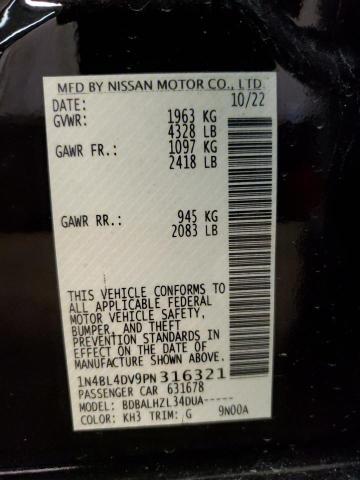 MFD BY NISSAN MOTOR CO., LTD.
DATE: 10/22
GVWR: 1963 KG
4328 LB
GAWR FR.: 1097 KG
2418 LB
GAWR RR.: 945 KG
2083 LB
THIS VEHICLE CONFORMS TO
ALL APPLICABLE FEDERAL
MOTOR VEHICLE SAFETY,
BUMPER, AND THEFT
PREVENTION STANDARDS IN
EFFECT ON THE DATE OF
MANUFACTURE SHOWN ABOVE.
1N4BL4DV9PN316321
PASSENGER CAR 631678
MODEL: BDBALHZL34DUA-----
COLOR: KH3 TRIM: G 9N00A